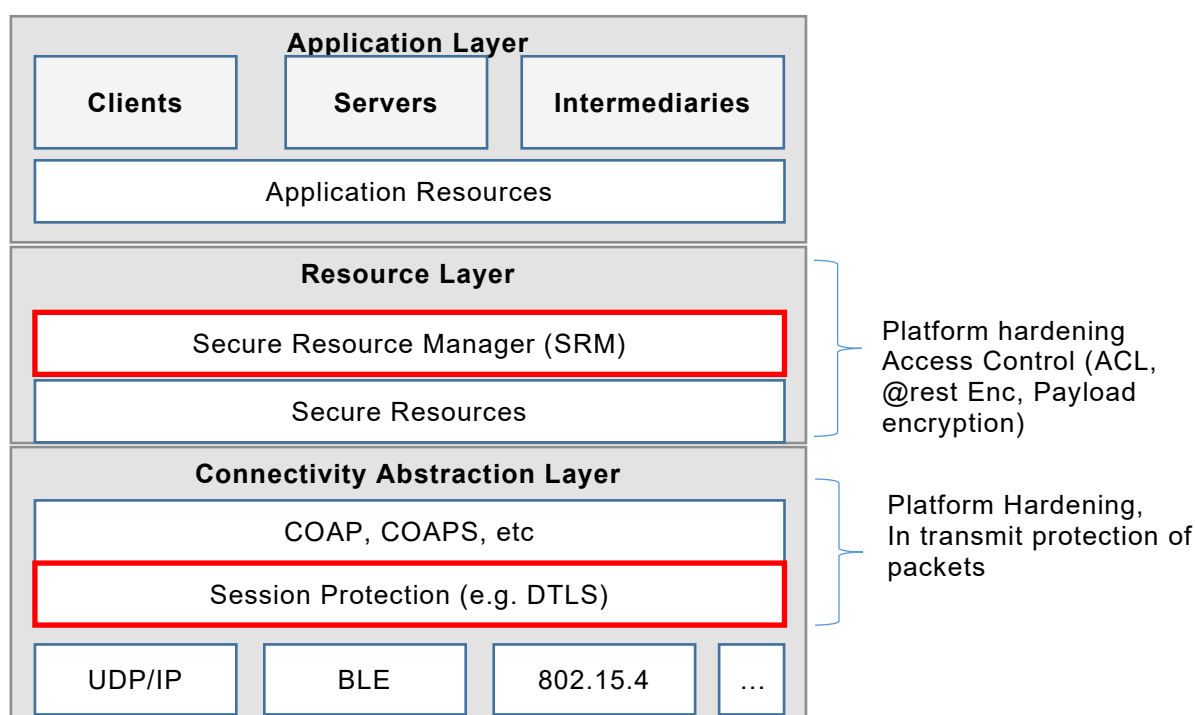 Application Layer
Clients
Servers
Intermediaries
Application Resources
Resource Layer
Secure Resource Manager (SRM)
Secure Resources
Platform hardening
Access Control (ACL,
@rest Enc, Payload
encryption)
Connectivity Abstraction Layer
COAP, COAPS, etc
Session Protection (e.g. DTLS)
Platform Hardening,
In transmit protection of
packets
UDP/IP
BLE
802.15.4
...